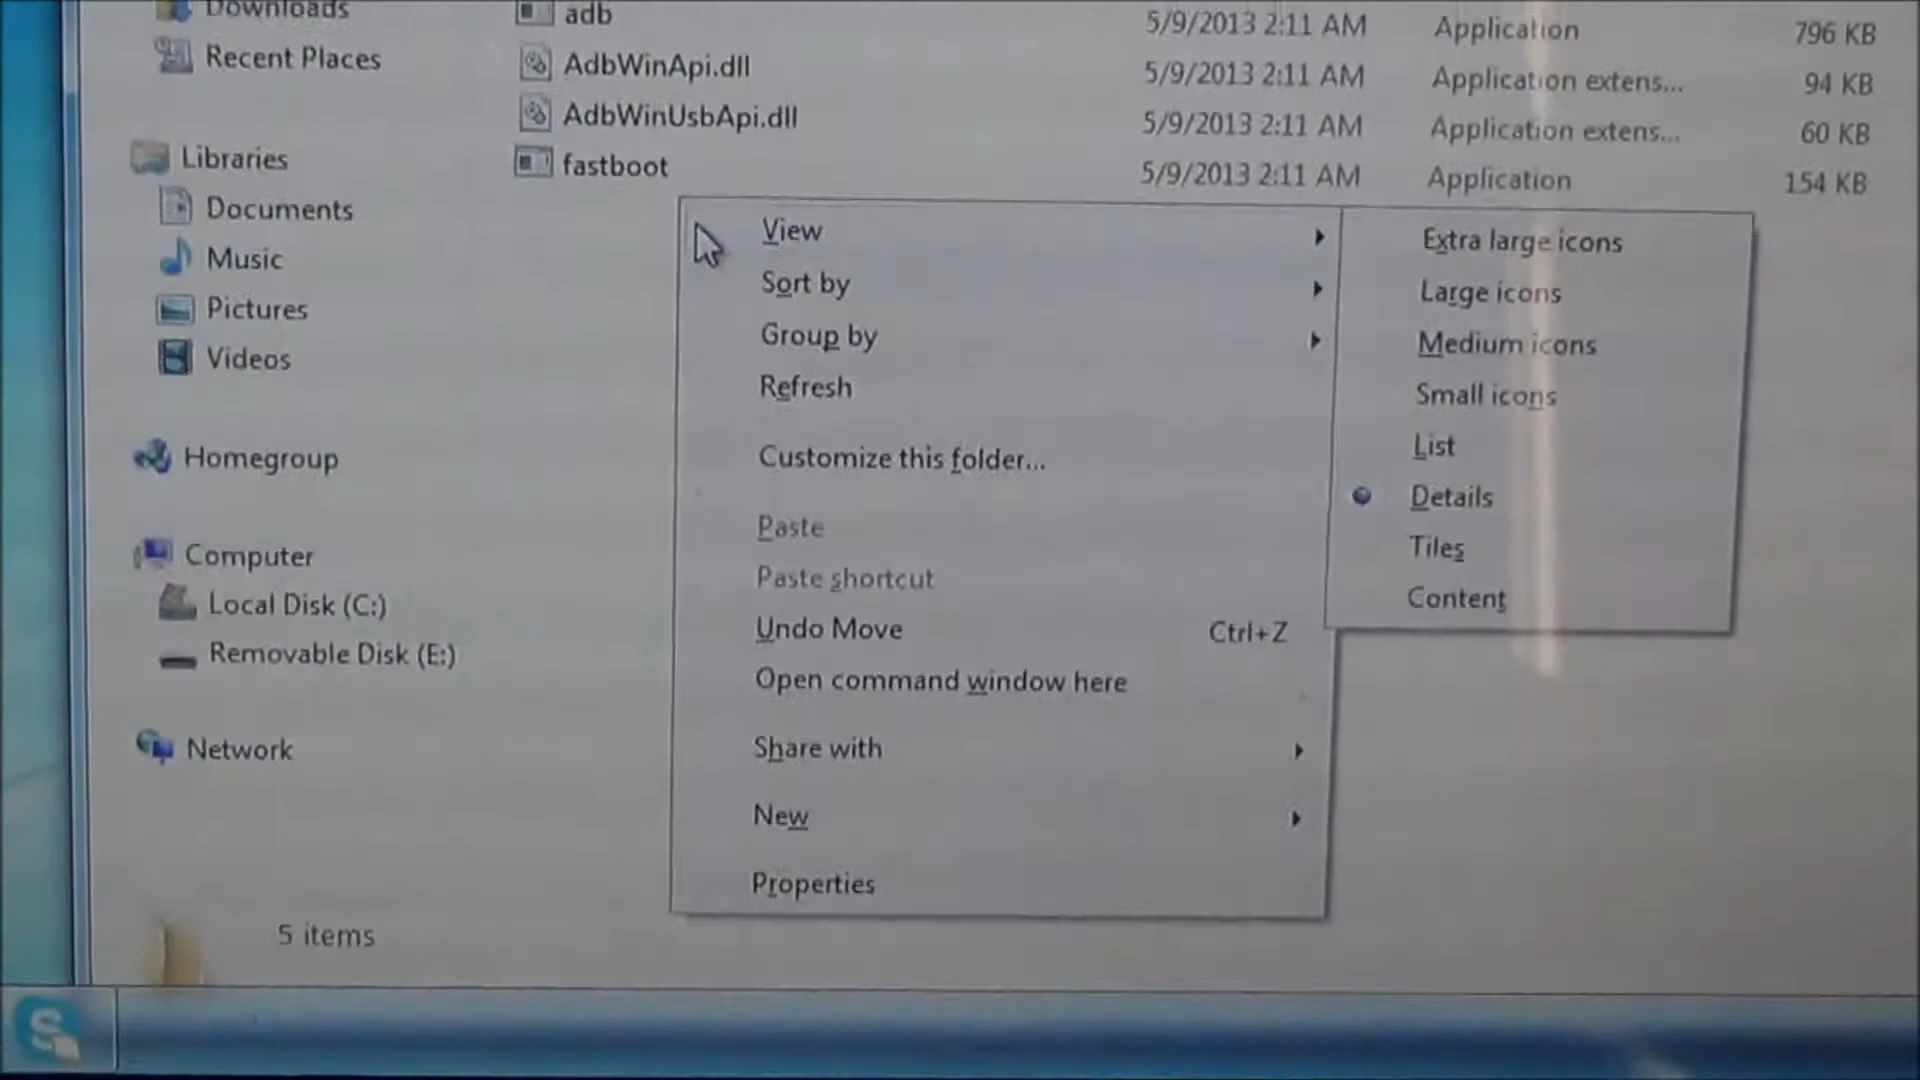 Downloads
Recent Places
Libraries
Documents
Music
Pictures
Videos
Homegroup
Computer
Local Disk (C:)
Removable Disk (E:)
Network
adb 5/9/2013 2:11 AM Application 796 KB
AdbWinApi.dll 5/9/2013 2:11 AM Application extens... 94 KB
AdbWinUsbApi.dll 5/9/2013 2:11 AM Application extens... 60 KB
fastboot 5/9/2013 2:11 AM Application 154 KB
View
Sort by
Group by
Refresh
Customize this folder...
Paste
Paste shortcut
Undo Move Ctrl+Z
Open command window here
Share with
New
Properties
Extra large icons
Large icons
Medium icons
Small icons
List
Details
Tiles
Content
5 items
S